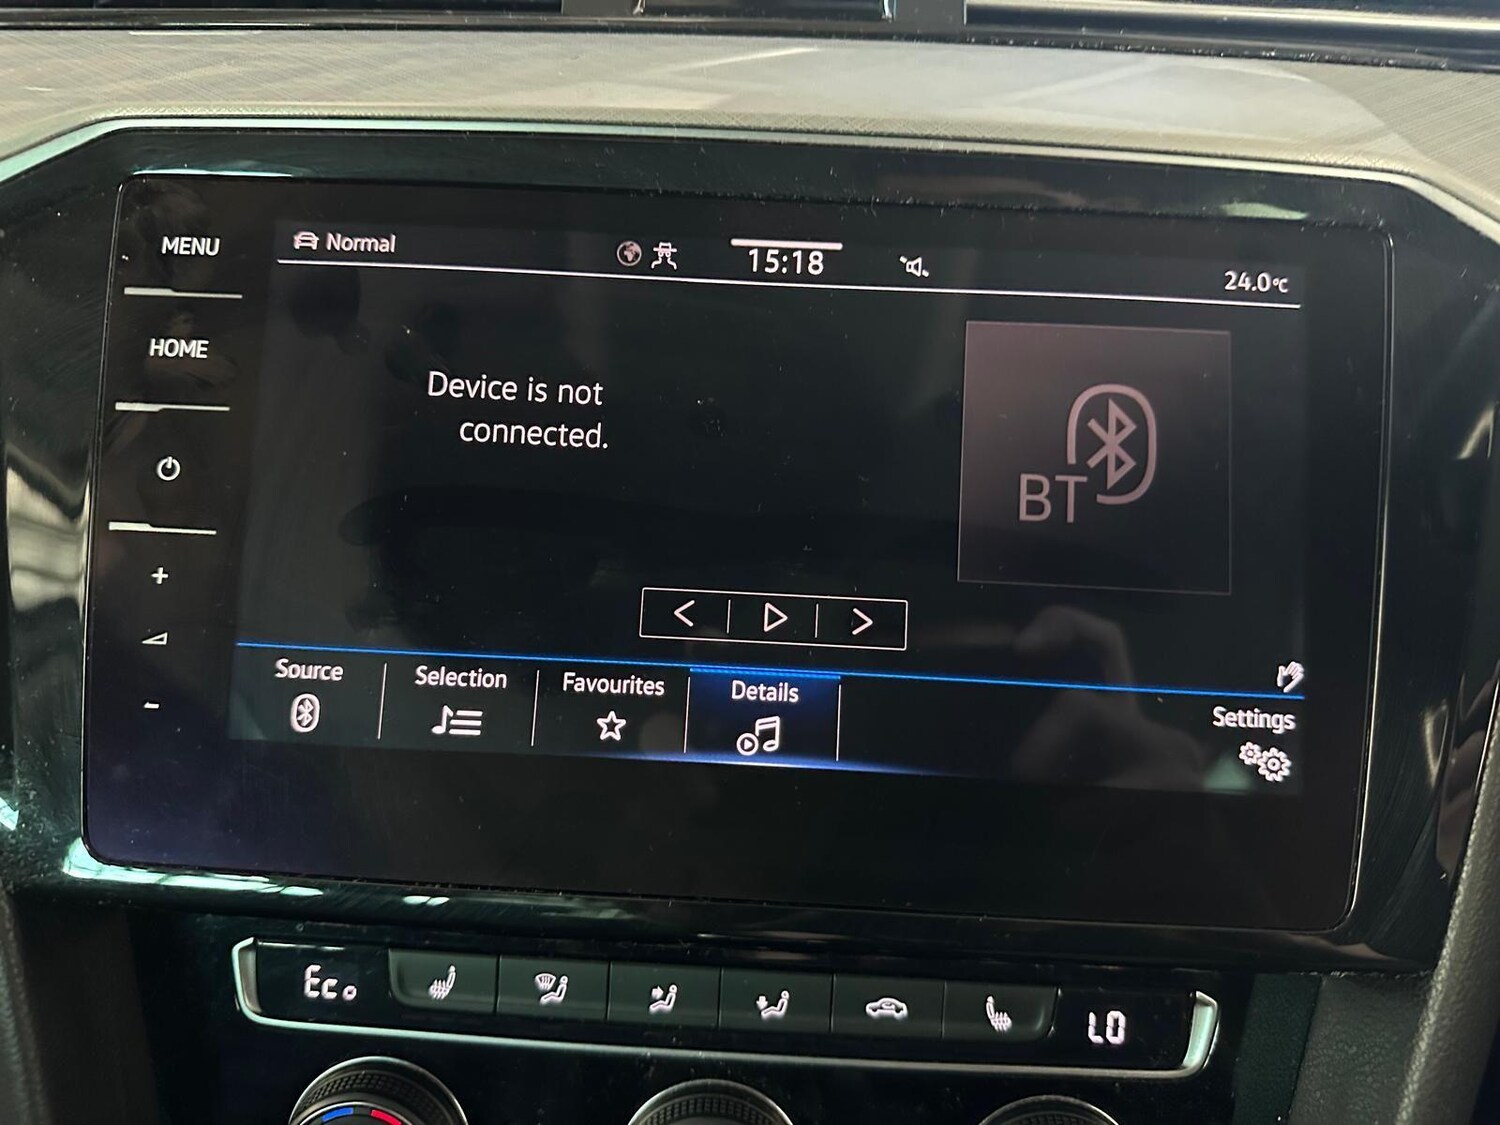 MENU
Normal
15:18
24.0°C
HOME
Device is not
connected.
BT
+
-
Source
Selection
Favourites
Details
Settings
Eco
LO